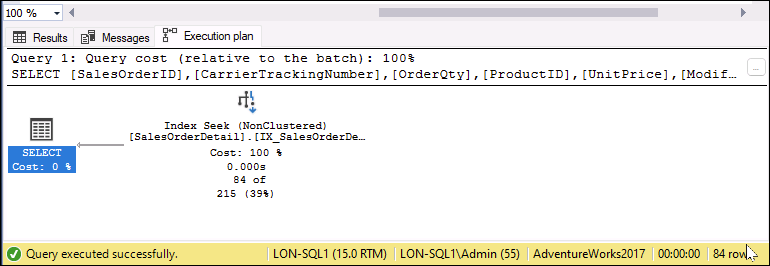 100 %
Results Messages Execution plan
Query 1: Query cost (relative to the batch): 100%
SELECT [SalesOrderID],[CarrierTrackingNumber],[OrderQty],[ProductID],[UnitPrice],[Modif…
...
Index Seek (NonClustered)
[SalesOrderDetail].[IX_SalesOrderDe…
Cost: 100 %
0.000s
84 of
215 (39%)
SELECT
Cost: 0 %
Query executed successfully. LON-SQL1 (15.0 RTM) LON-SQL1\Admin (55) AdventureWorks2017 00:00:00 84 rows